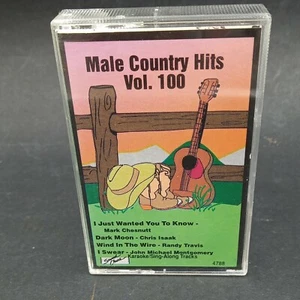 Male Country Hits
Vol. 100
I Just Wanted You To Know -
Mark Chesnutt
Dark Moon - Chris Isaak
Wind In The Wire - Randy Travis
I Swear - John Michael Montgomery
Karaoke/Sing-Along Tracks
4788